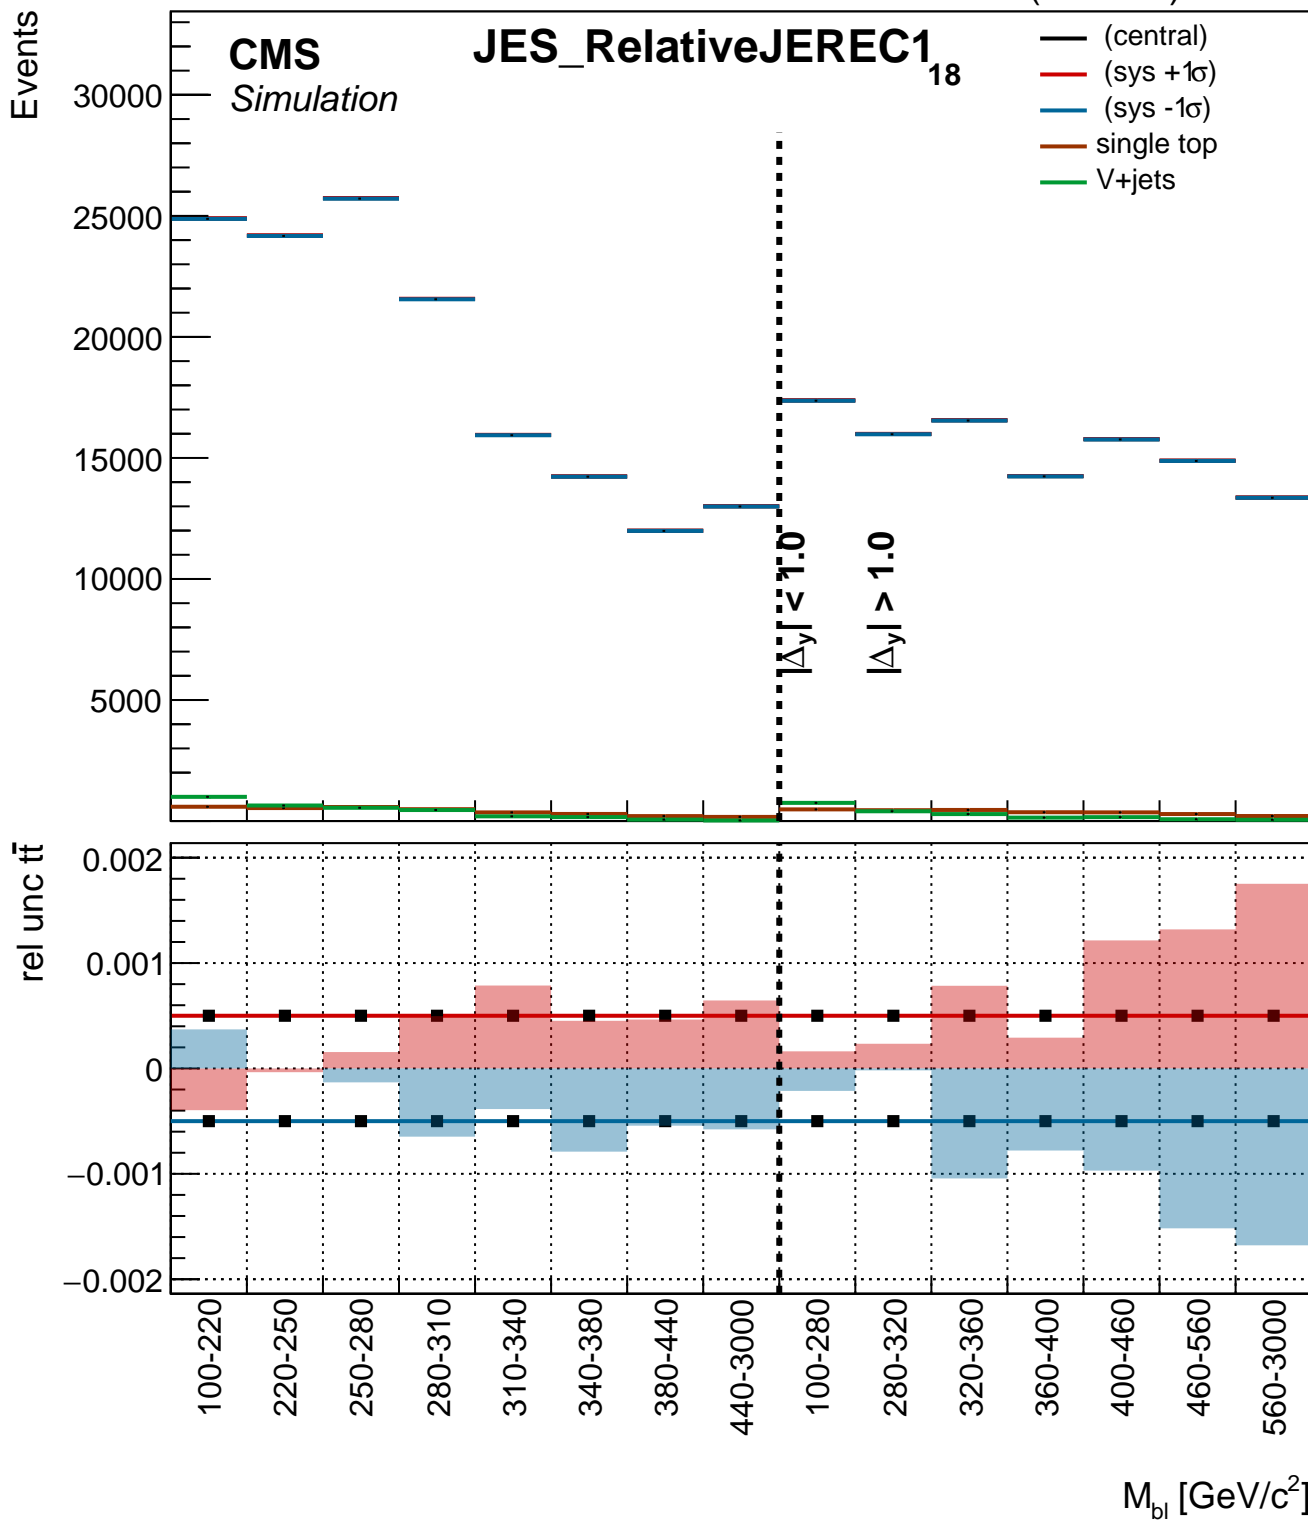 Events
CMS
Simulation
JES_RelativeJEREC1₁₈
(central)
(sys +1σ)
(sys -1σ)
single top
V+jets
30000
25000
20000
15000
10000
5000
|Δy| < 1.0
|Δy| > 1.0
rel unc tt̄
0.002
0.001
0
−0.001
−0.002
100-220
220-250
250-280
280-310
310-340
340-380
380-440
440-3000
100-280
280-320
320-360
360-400
400-460
460-560
560-3000
M_bl [GeV/c²]